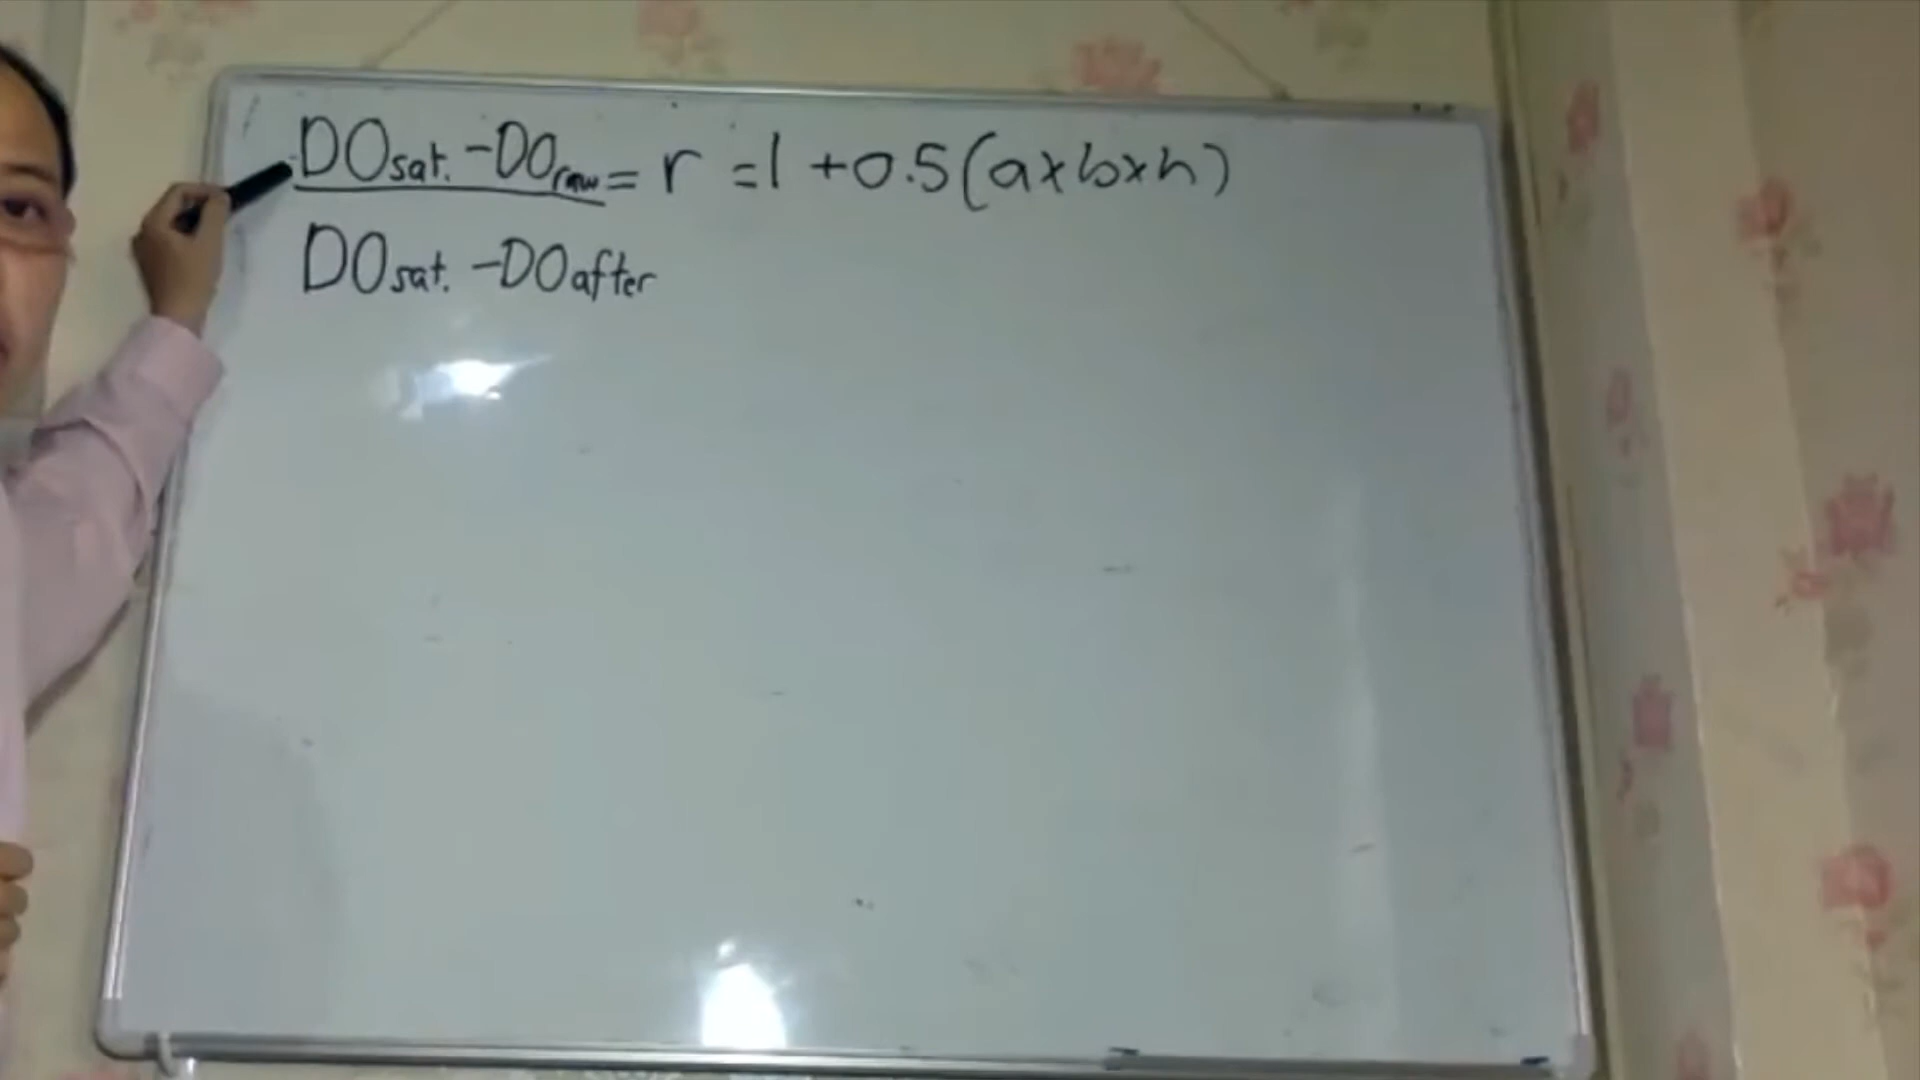 DOsat. -DOraw = r =1 +0.5(a×b×h)
DOsat. -DOafter